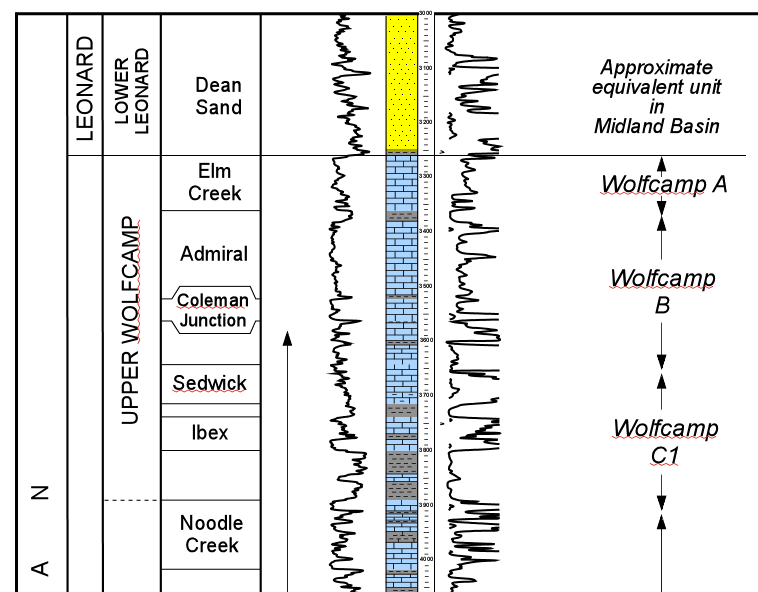 LEONARD
LOWER
LEONARD
Dean
Sand
Approximate
equivalent unit
in
Midland Basin
UPPER WOLFCAMP
Elm
Creek
Admiral
Coleman
Junction
Sedwick
Ibex
Noodle
Creek
Wolfcamp A
Wolfcamp
B
Wolfcamp
C1
3000
3100
3200
3300
3400
3500
3600
3700
3800
3900
4000
N
A